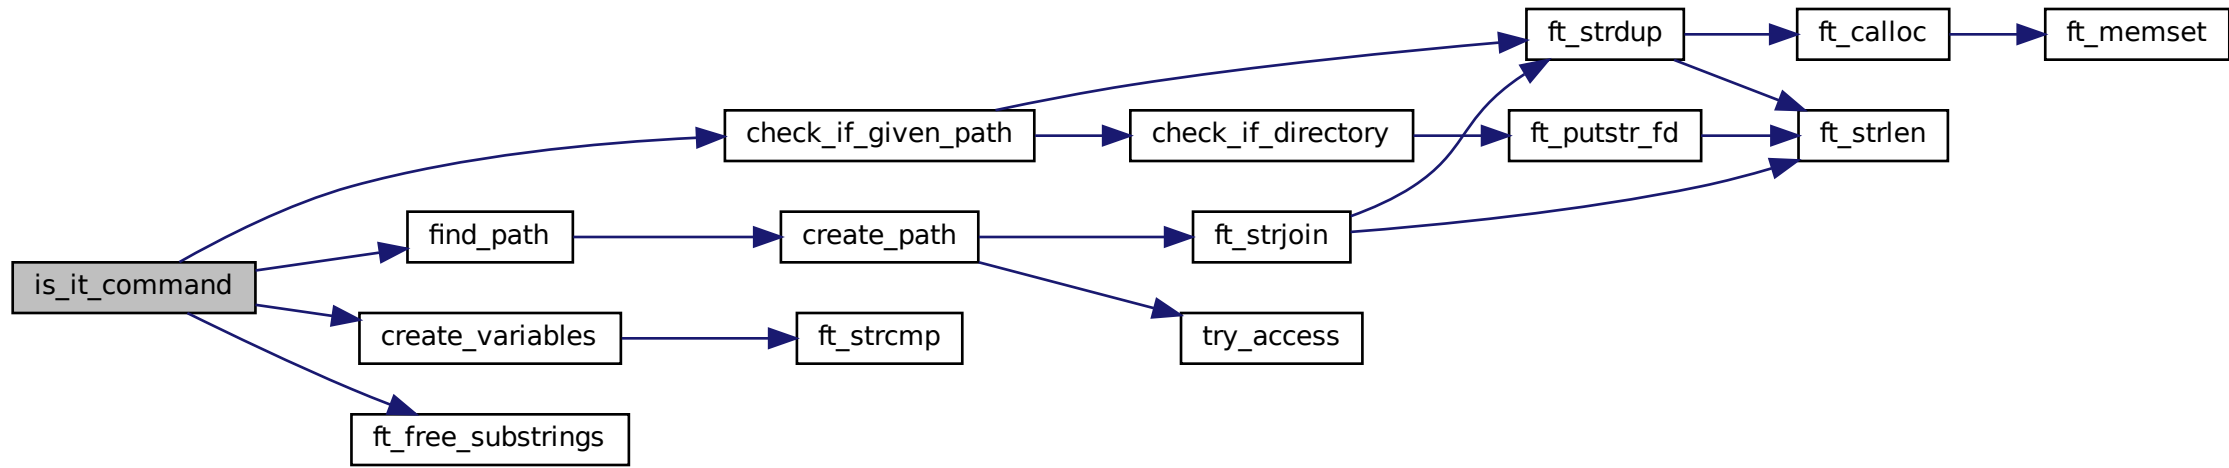 ft_strdup
ft_calloc
ft_memset
check_if_given_path
check_if_directory
ft_putstr_fd
ft_strlen
find_path
create_path
ft_strjoin
is_it_command
create_variables
ft_strcmp
try_access
ft_free_substrings